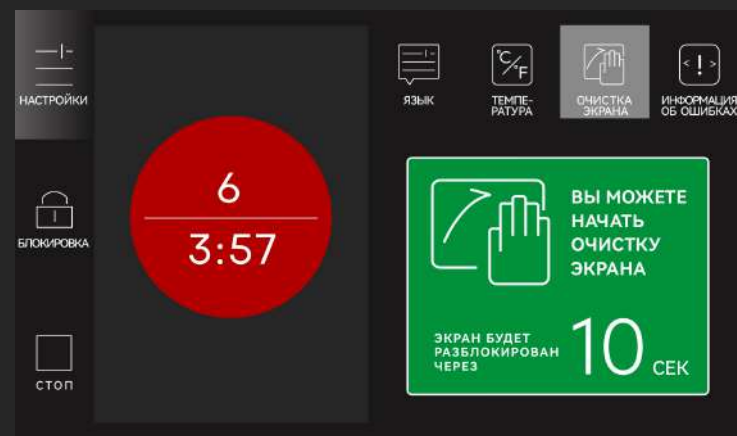 НАСТРОЙКИ
БЛОКИРОВКА
СТОП
6
3:57
ЯЗЫК
°C/°F
ТЕМПЕ-
РАТУРА
ОЧИСТКА
ЭКРАНА
< ! >
ИНФОРМАЦИЯ
ОБ ОШИБКАХ
ВЫ МОЖЕТЕ
НАЧАТЬ
ОЧИСТКУ
ЭКРАНА
ЭКРАН БУДЕТ
РАЗБЛОКИРОВАН
ЧЕРЕЗ
10 СЕК